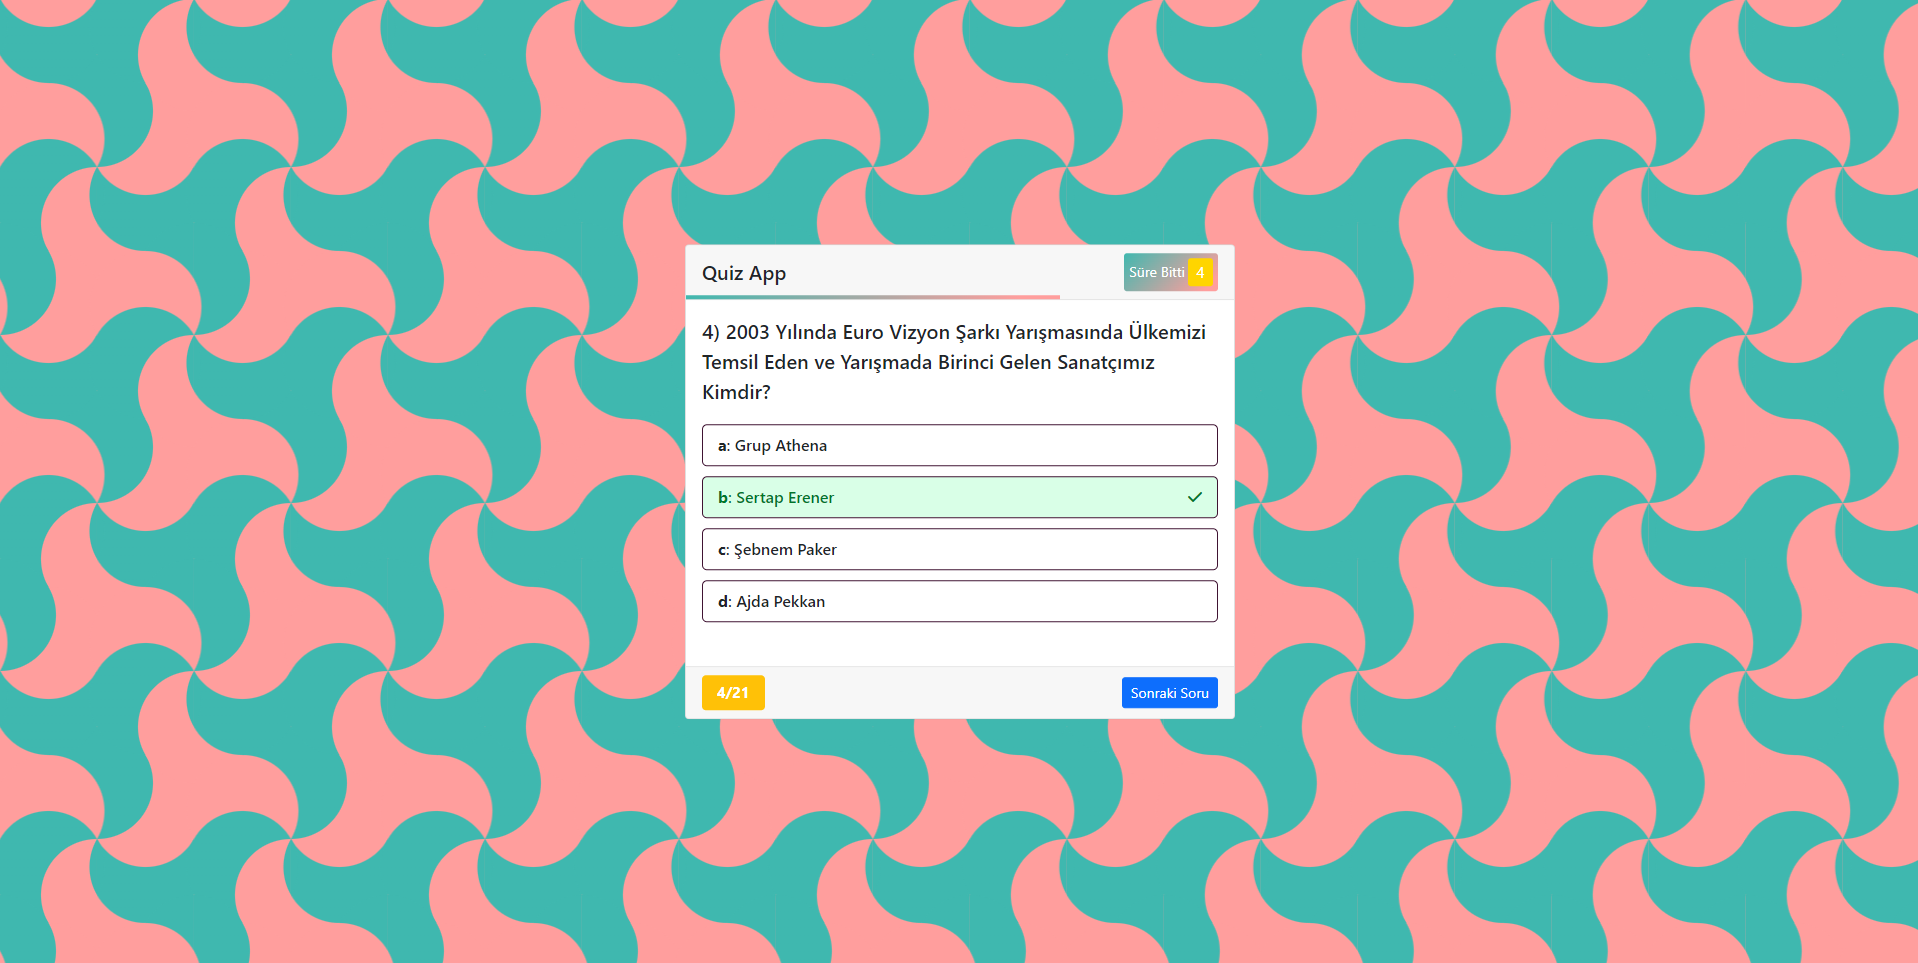 Quiz App
Süre Bitti 4
4) 2003 Yılında Euro Vizyon Şarkı Yarışmasında Ülkemizi
Temsil Eden ve Yarışmada Birinci Gelen Sanatçımız
Kimdir?
a: Grup Athena
b: Sertap Erener
c: Şebnem Paker
d: Ajda Pekkan
4/21
Sonraki Soru